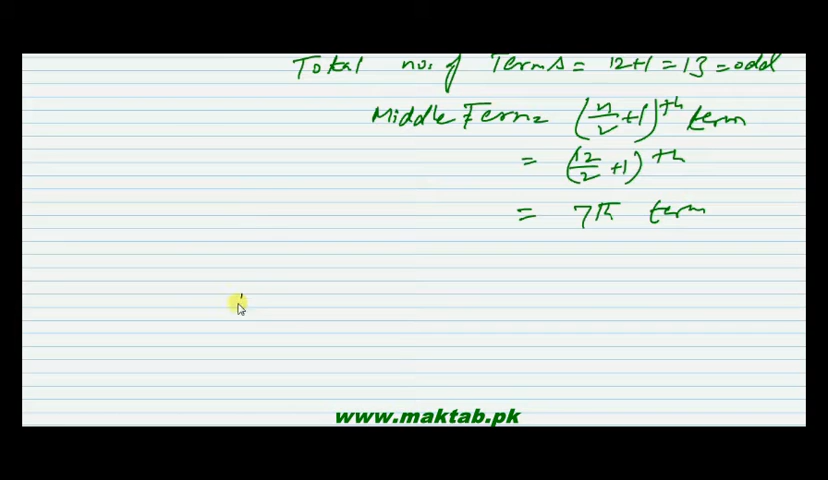 Total no. of Terms = 12+1 = 13 = odd
Middle Term = (n/2 + 1)th term
= (12/2 + 1)th
= 7th term
www.maktab.pk